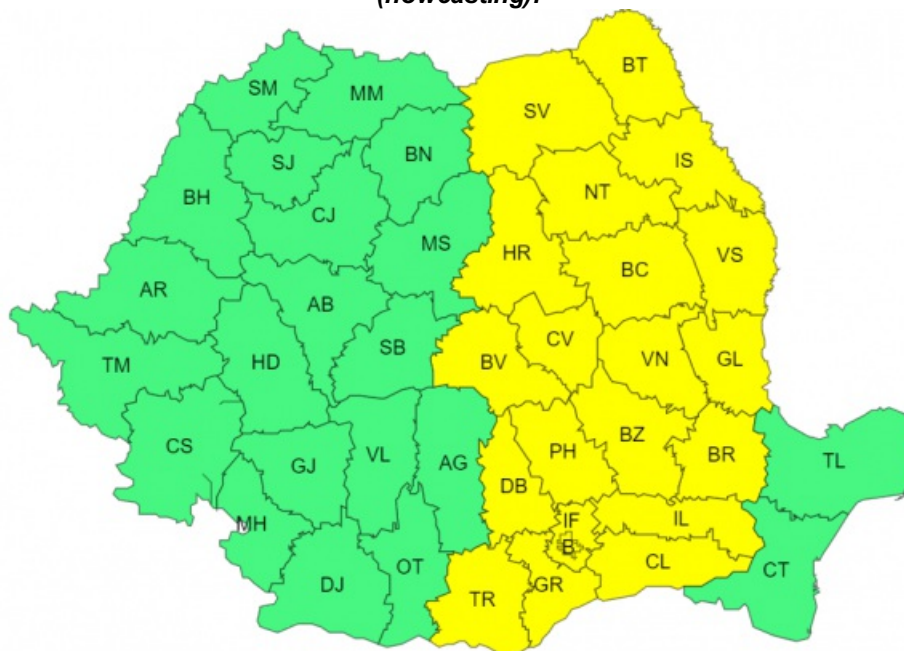 (nowcasting).
BT
SM
MM
SV
BN
IS
SJ
NT
BH
CJ
MS
HR
VS
BC
AR
AB
CV
SB
TM
HD
BV
VN
GL
CS
BZ
GJ
VL
AG
PH
BR
TL
DB
MH
IF
IL
B
CL
CT
DJ
OT
TR
GR